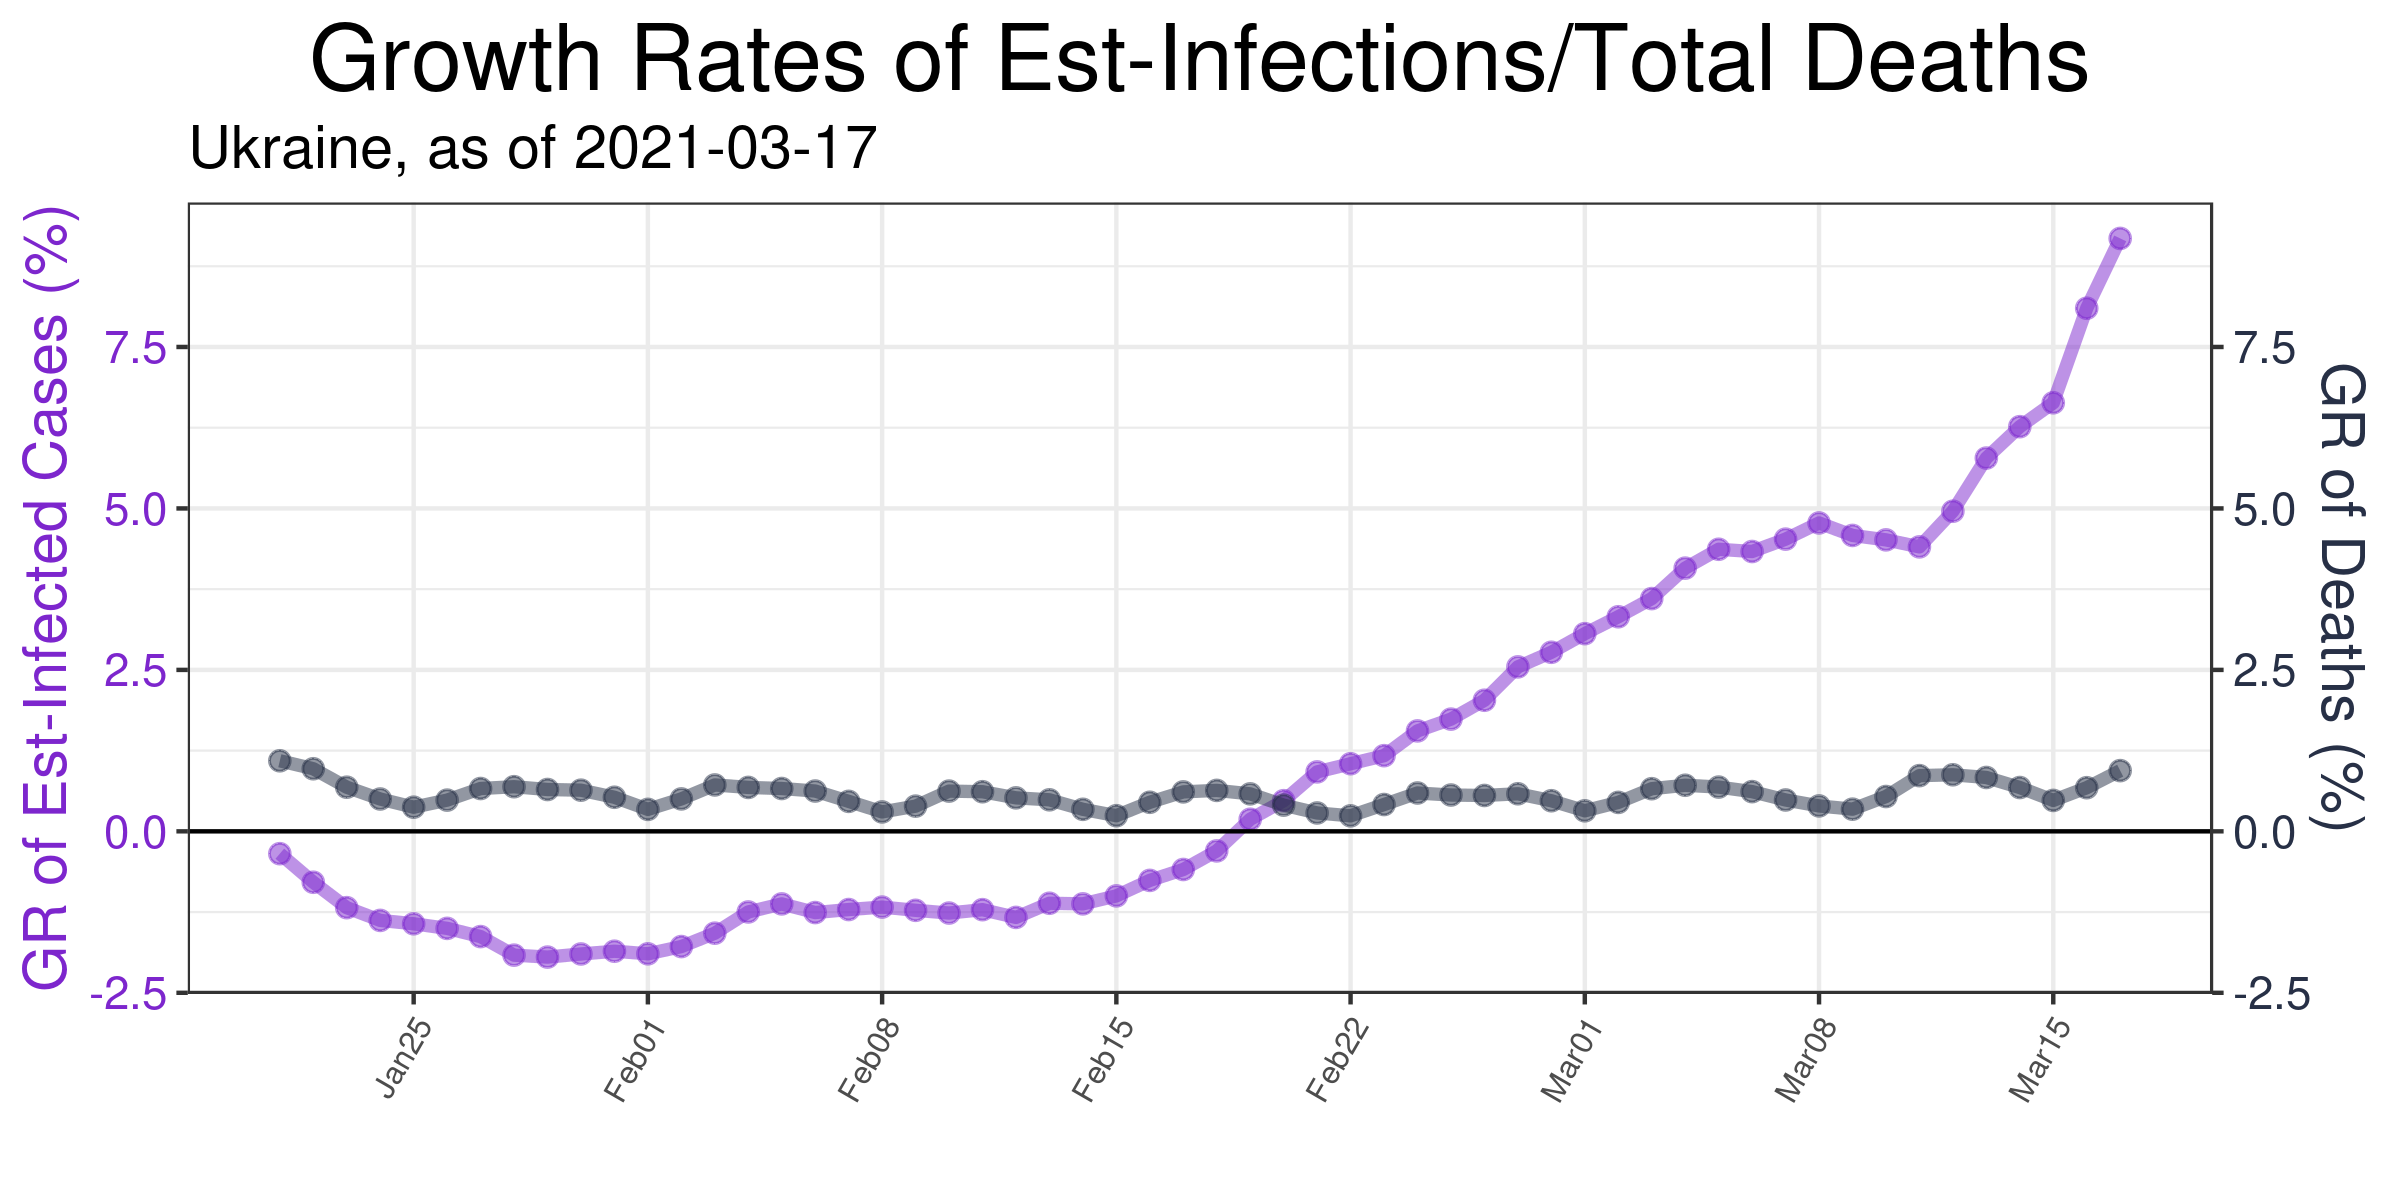 Growth Rates of Est-Infections/Total Deaths
Ukraine, as of 2021-03-17
GR of Est-Infected Cases (%)
7.5
5.0
2.5
0.0
-2.5
7.5
5.0
2.5
0.0
-2.5
GR of Deaths (%)
Jan25
Feb01
Feb08
Feb15
Feb22
Mar01
Mar08
Mar15